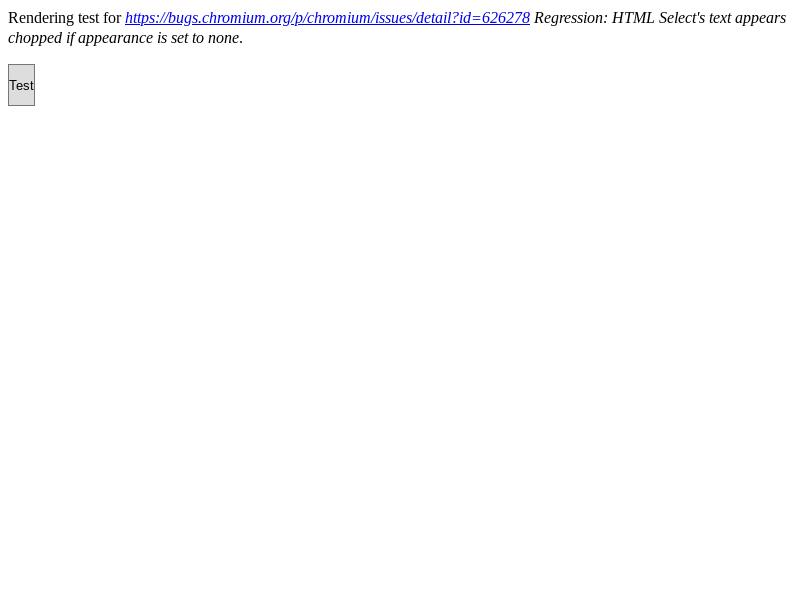 Rendering test for https://bugs.chromium.org/p/chromium/issues/detail?id=626278 Regression: HTML Select's text appears
chopped if appearance is set to none.
Test